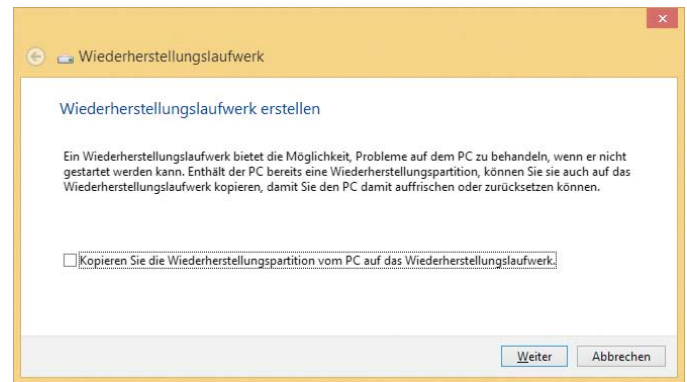 Wiederherstellungslaufwerk
Wiederherstellungslaufwerk erstellen
Ein Wiederherstellungslaufwerk bietet die Möglichkeit, Probleme auf dem PC zu behandeln, wenn er nicht
gestartet werden kann. Enthält der PC bereits eine Wiederherstellungspartition, können Sie sie auch auf das
Wiederherstellungslaufwerk kopieren, damit Sie den PC damit auffrischen oder zurücksetzen können.
Kopieren Sie die Wiederherstellungspartition vom PC auf das Wiederherstellungslaufwerk.
Weiter Abbrechen